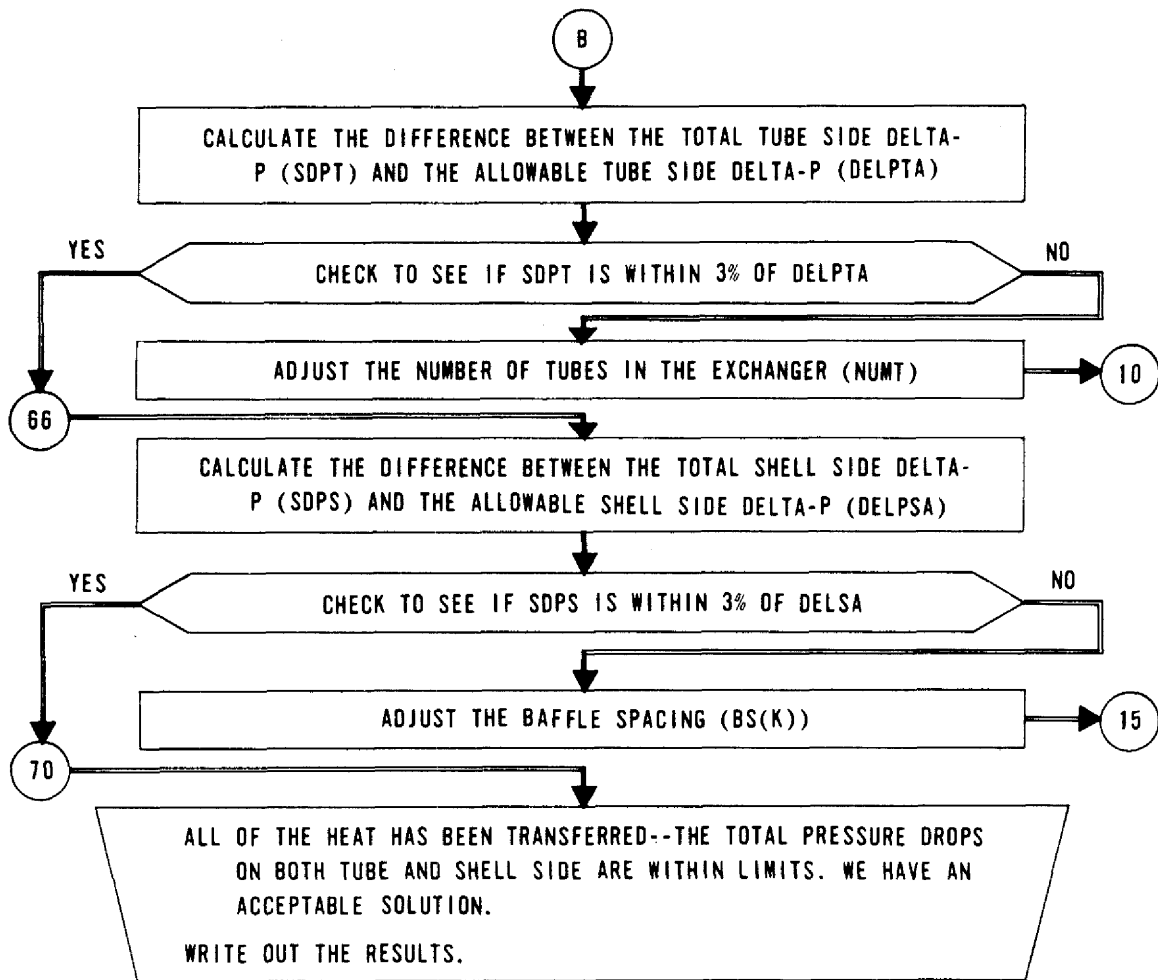 B
CALCULATE THE DIFFERENCE BETWEEN THE TOTAL TUBE SIDE DELTA-
P (SDPT) AND THE ALLOWABLE TUBE SIDE DELTA-P (DELPTA)
YES
NO
CHECK TO SEE IF SDPT IS WITHIN 3% OF DELPTA
ADJUST THE NUMBER OF TUBES IN THE EXCHANGER (NUMT)
10
66
CALCULATE THE DIFFERENCE BETWEEN THE TOTAL SHELL SIDE DELTA-
P (SDPS) AND THE ALLOWABLE SHELL SIDE DELTA-P (DELPSA)
YES
NO
CHECK TO SEE IF SDPS IS WITHIN 3% OF DELSA
ADJUST THE BAFFLE SPACING (BS(K))
15
70
ALL OF THE HEAT HAS BEEN TRANSFERRED--THE TOTAL PRESSURE DROPS
ON BOTH TUBE AND SHELL SIDE ARE WITHIN LIMITS. WE HAVE AN
ACCEPTABLE SOLUTION.
WRITE OUT THE RESULTS.